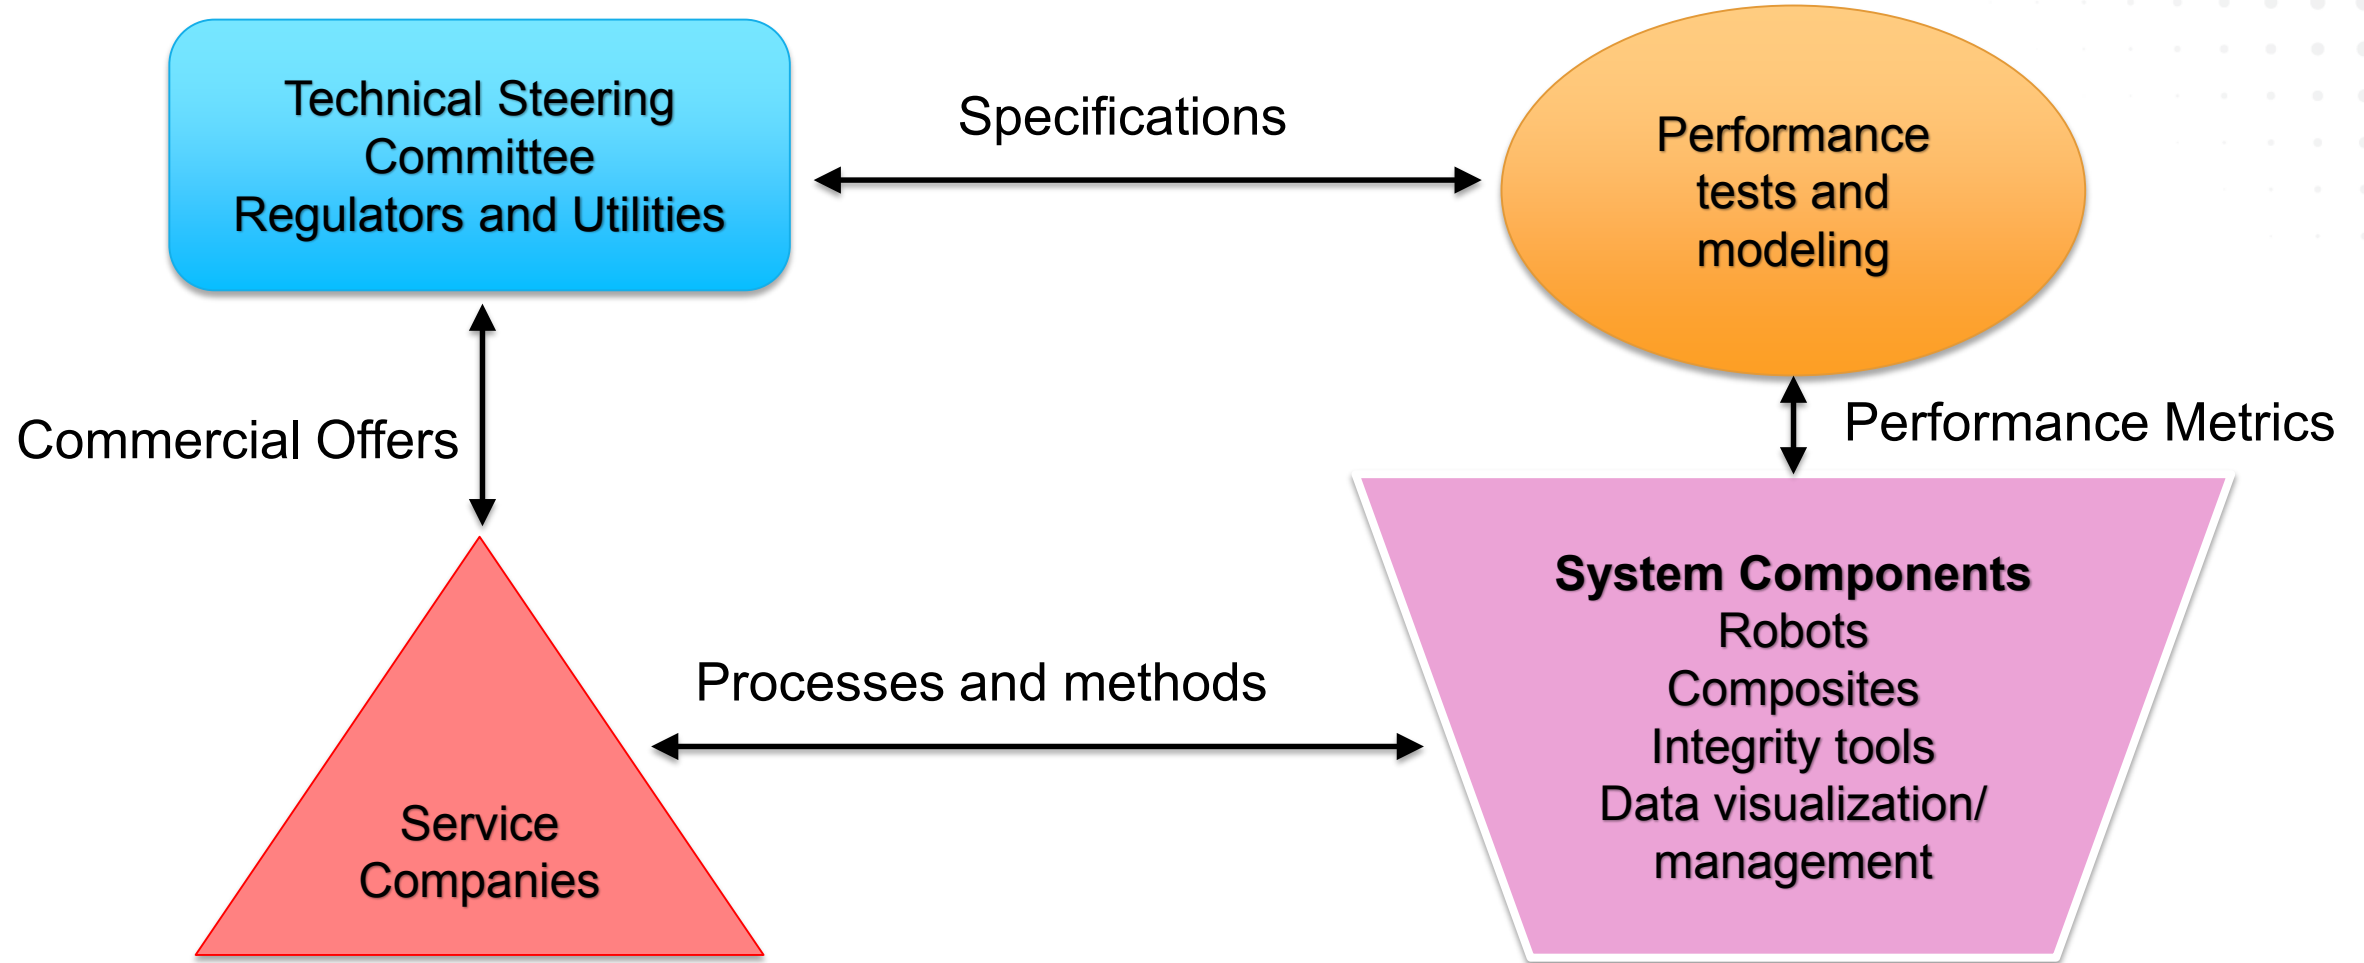 Technical Steering
Committee
Regulators and Utilities
Specifications
Performance
tests and
modeling
Commercial Offers
Performance Metrics
Service
Companies
Processes and methods
System Components
Robots
Composites
Integrity tools
Data visualization/
management